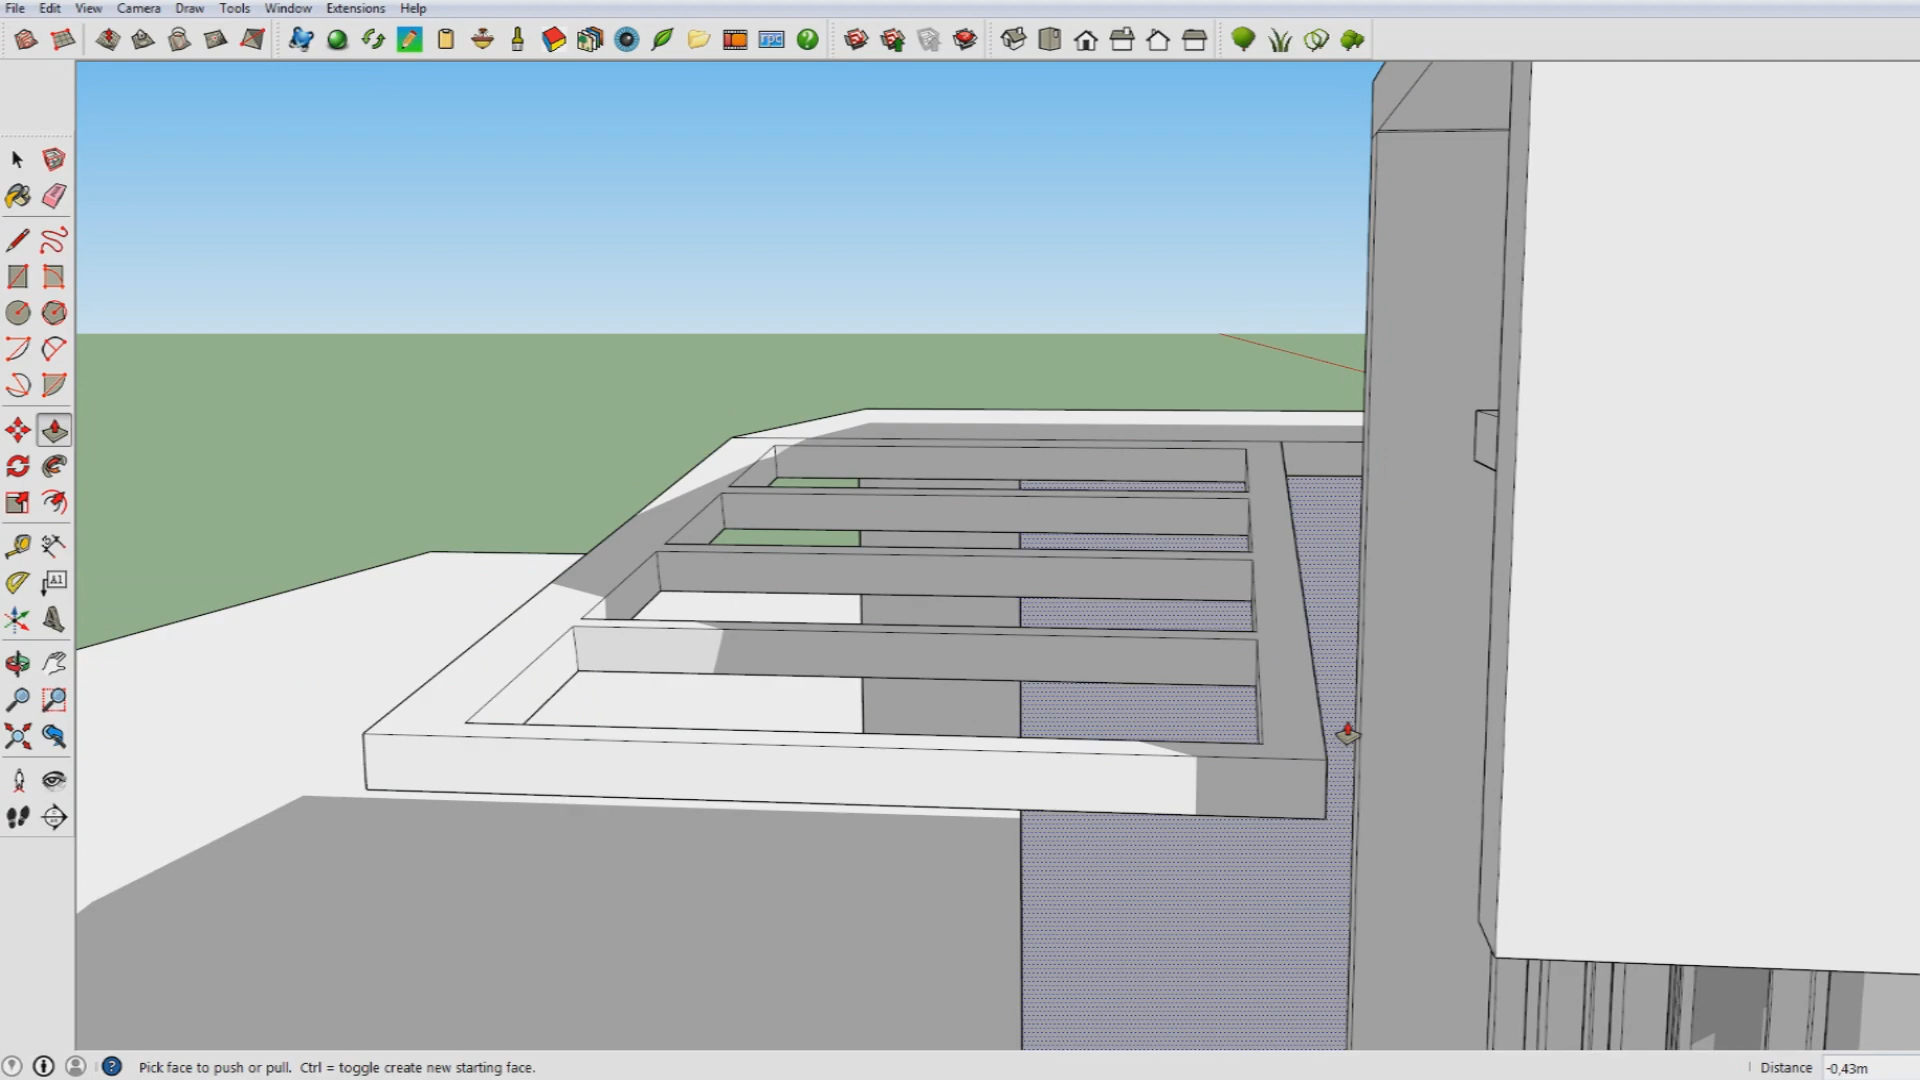 File Edit View Camera Draw Tools Window Extensions Help
A1
Pick face to push or pull. Ctrl = toggle create new starting face.
Distance -0,43m